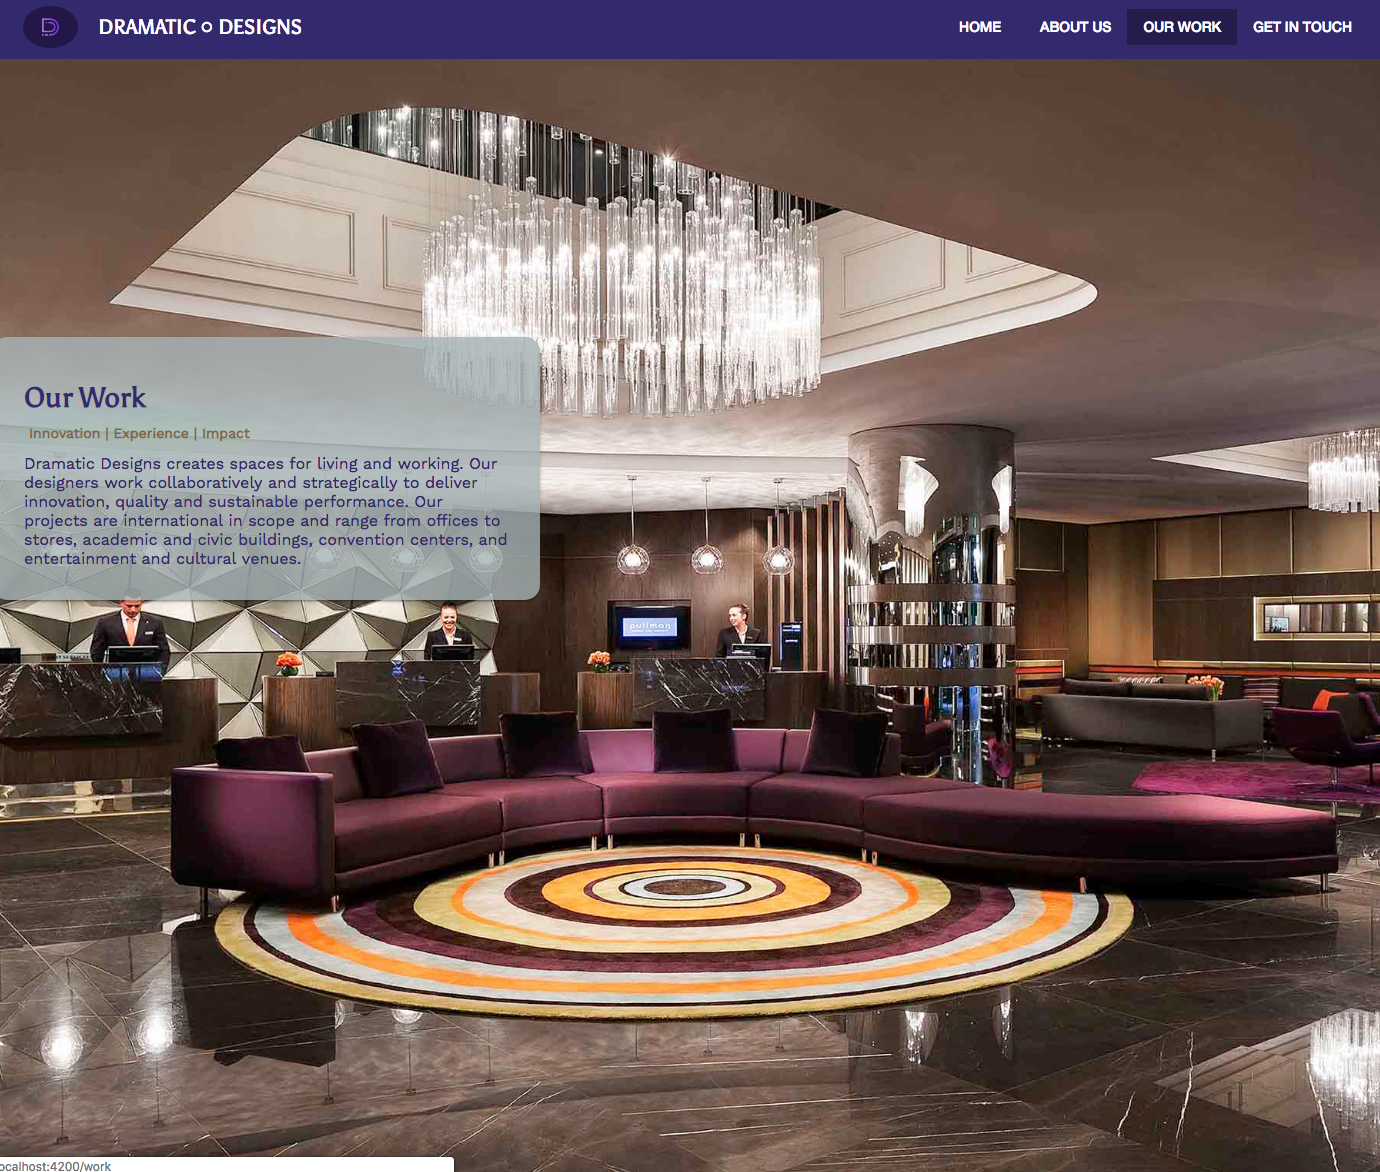 DRAMATIC DESIGNS
HOME
ABOUT US
OUR WORK
GET IN TOUCH
Our Work
Innovation | Experience | Impact
Dramatic Designs creates spaces for living and working. Our
designers work collaboratively and strategically to deliver
innovation, quality and sustainable performance. Our
projects are international in scope and range from offices to
stores, academic and civic buildings, convention centers, and
entertainment and cultural venues.
pullman
ocalhost:4200/work